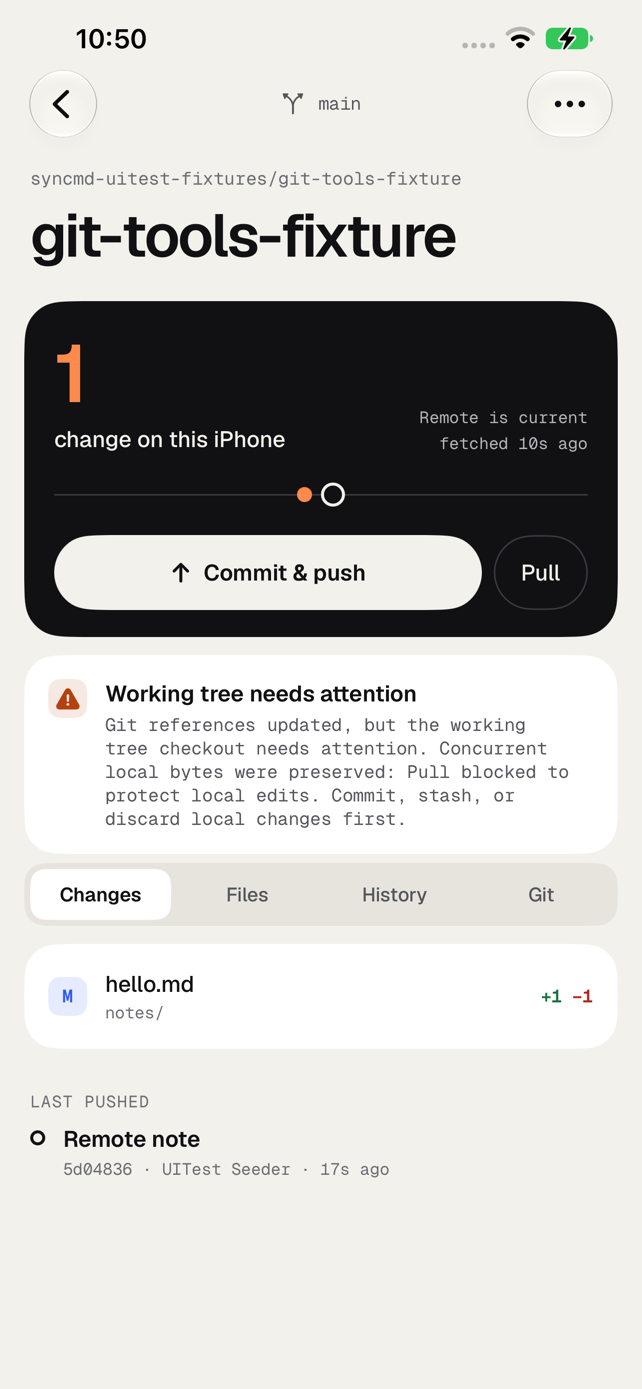 10:50
main
syncmd-uitest-fixtures/git-tools-fixture
git-tools-fixture
1
change on this iPhone
Remote is current
fetched 10s ago
Commit & push
Pull
Working tree needs attention
Git references updated, but the working
tree checkout needs attention. Concurrent
local bytes were preserved: Pull blocked to
protect local edits. Commit, stash, or
discard local changes first.
Changes Files History Git
M hello.md +1 −1
notes/
LAST PUSHED
Remote note
5d04836 · UITest Seeder · 17s ago